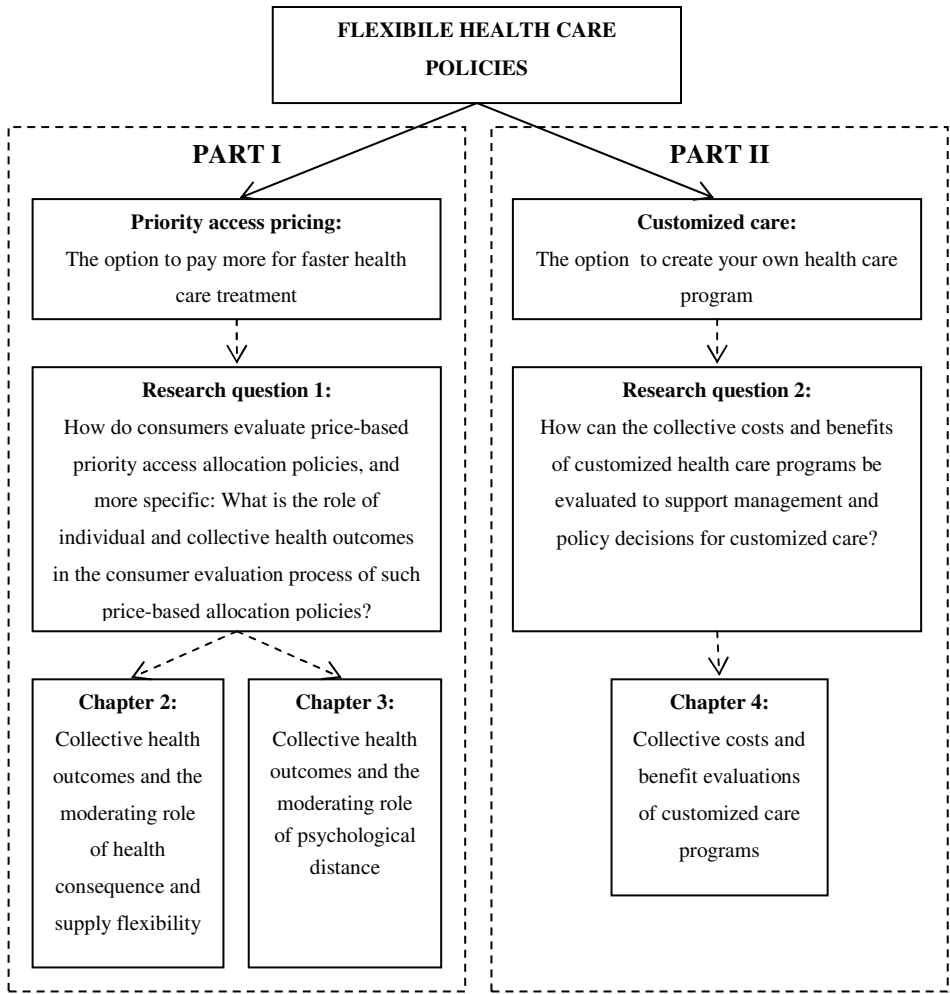 FLEXIBILE HEALTH CARE
POLICIES
PART I
Priority access pricing:
The option to pay more for faster health
care treatment
Research question 1:
How do consumers evaluate price-based
priority access allocation policies, and
more specific: What is the role of
individual and collective health outcomes
in the consumer evaluation process of such
price-based allocation policies?
Chapter 2:
Collective health
outcomes and the
moderating role
of health
consequence and
supply flexibility
Chapter 3:
Collective health
outcomes and the
moderating role
of psychological
distance
PART II
Customized care:
The option to create your own health care
program
Research question 2:
How can the collective costs and benefits
of customized health care programs be
evaluated to support management and
policy decisions for customized care?
Chapter 4:
Collective costs and
benefit evaluations
of customized care
programs